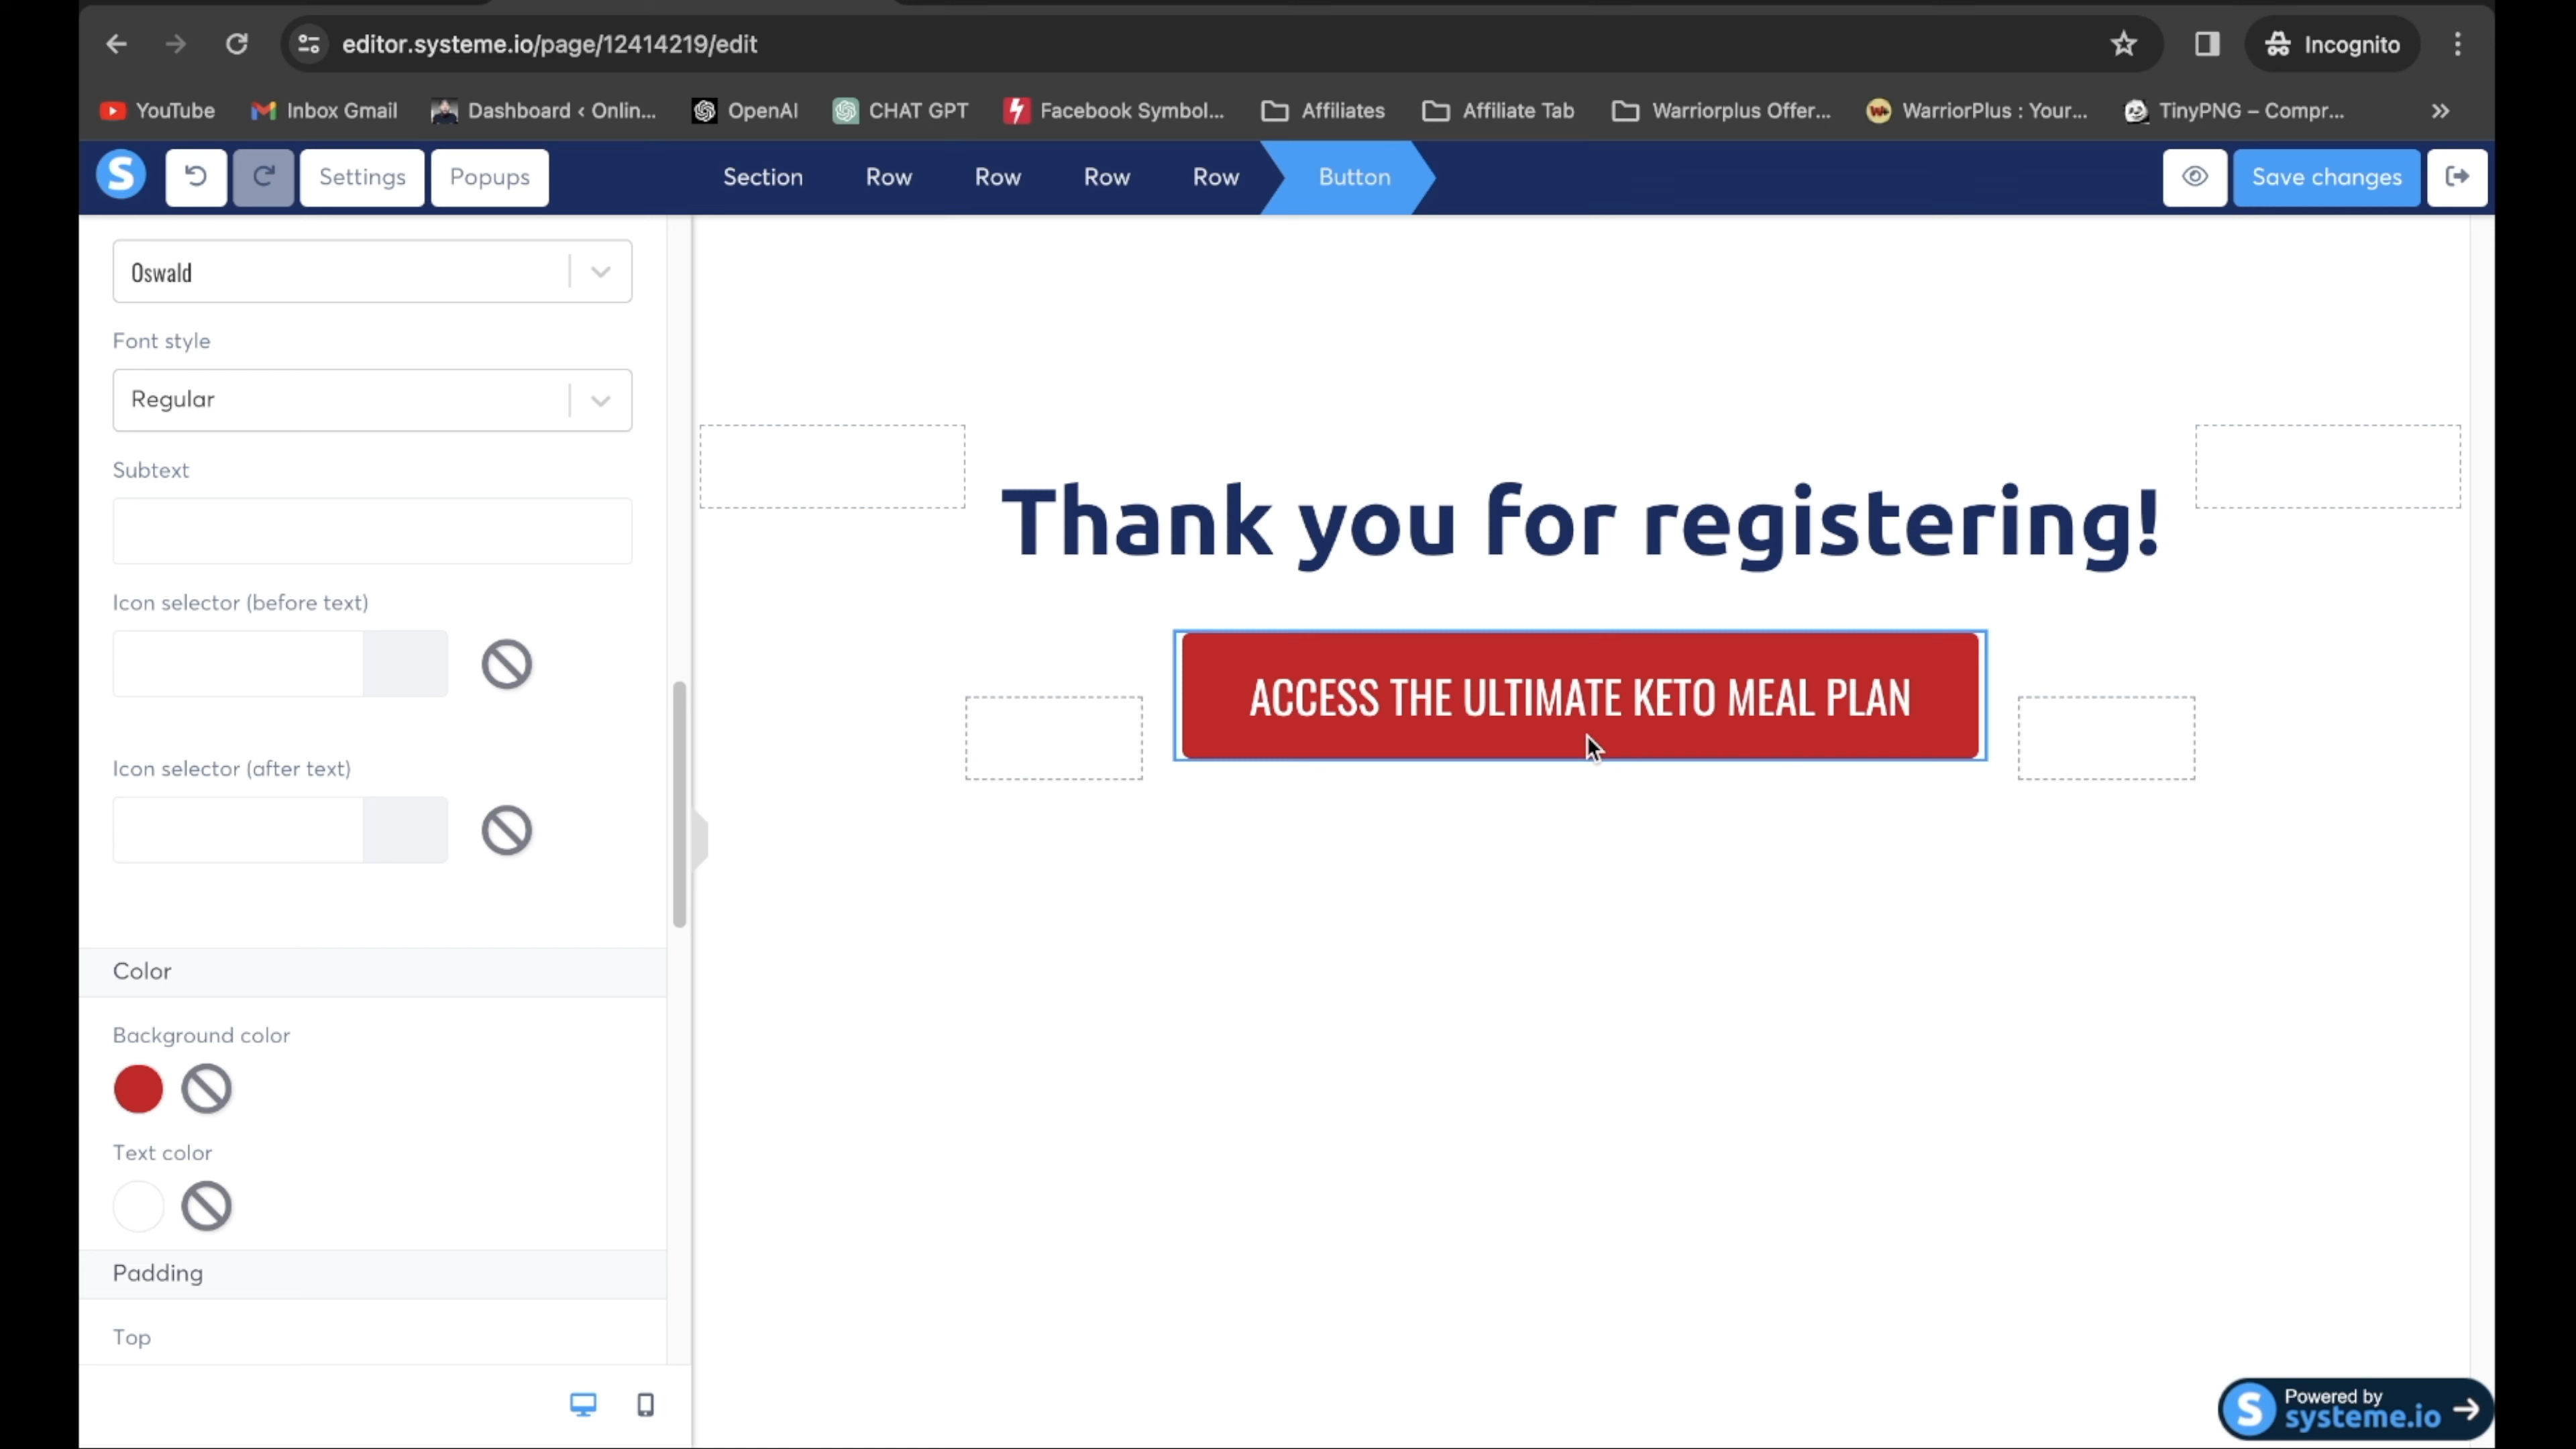 editor.systeme.io/page/12414219/edit
Incognito
YouTube
Inbox Gmail
Dashboard ‹ Onlin...
OpenAI
CHAT GPT
Facebook Symbol...
Affiliates
Affiliate Tab
Warriorplus Offer...
W+
WarriorPlus : Your...
TinyPNG – Compr...
S
Settings
Popups
Section
Row
Row
Row
Row
Button
Save changes
Oswald
Font style
Regular
Subtext
Icon selector (before text)
Icon selector (after text)
Color
Background color
Text color
Padding
Top
Thank you for registering!
ACCESS THE ULTIMATE KETO MEAL PLAN
S
Powered by
systeme.io